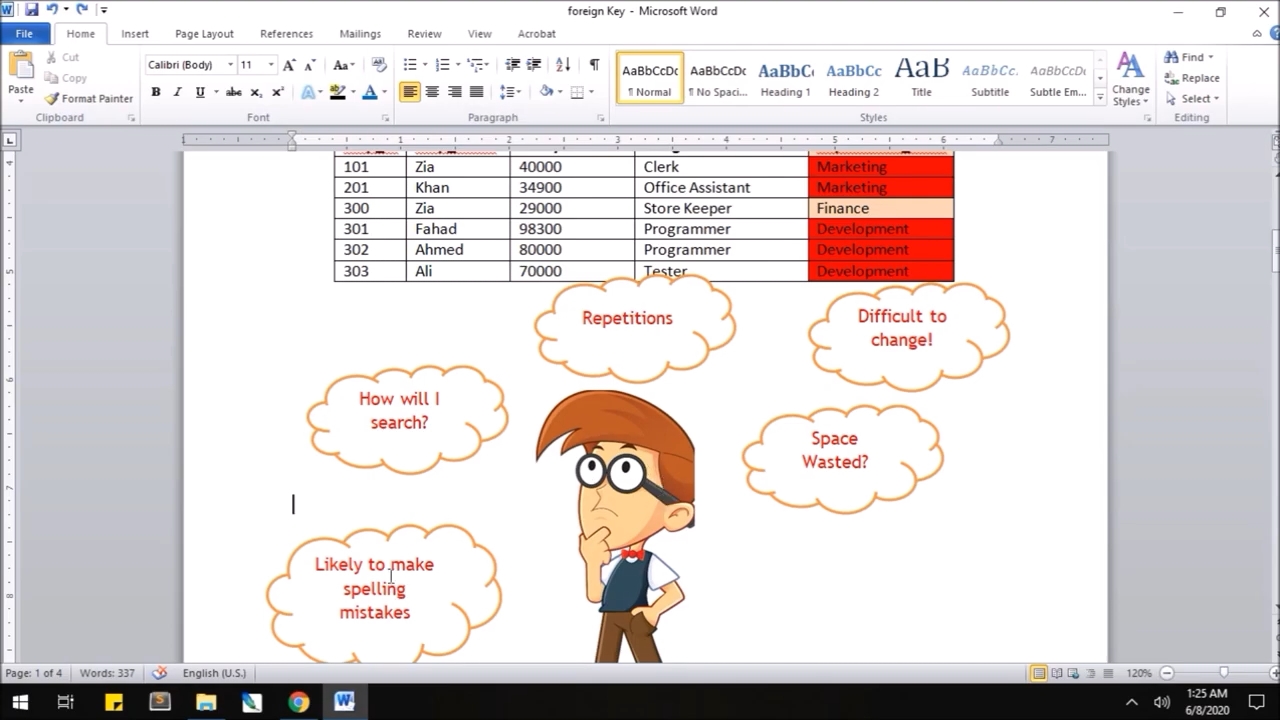 foreign Key - Microsoft Word
File Home Insert Page Layout References Mailings Review View Acrobat
Cut
Copy
Format Painter
Paste
Clipboard
Calibri (Body) 11
Font
Paragraph
AaBbCcDc AaBbCcDc AaBbC AaBbCc AaB AaBbCc. AaBbCcDc
¶ Normal ¶ No Spaci... Heading 1 Heading 2 Title Subtitle Subtle Em...
Styles
Change Styles
Find
Replace
Select
Editing
101 Zia 40000 Clerk Marketing
201 Khan 34900 Office Assistant Marketing
300 Zia 29000 Store Keeper Finance
301 Fahad 98300 Programmer Development
302 Ahmed 80000 Programmer Development
303 Ali 70000 Tester Development
Repetitions
Difficult to
change!
How will I
search?
Space
Wasted?
Likely to make
spelling
mistakes
Page: 1 of 4 Words: 337 English (U.S.) 120%
1:25 AM
6/8/2020